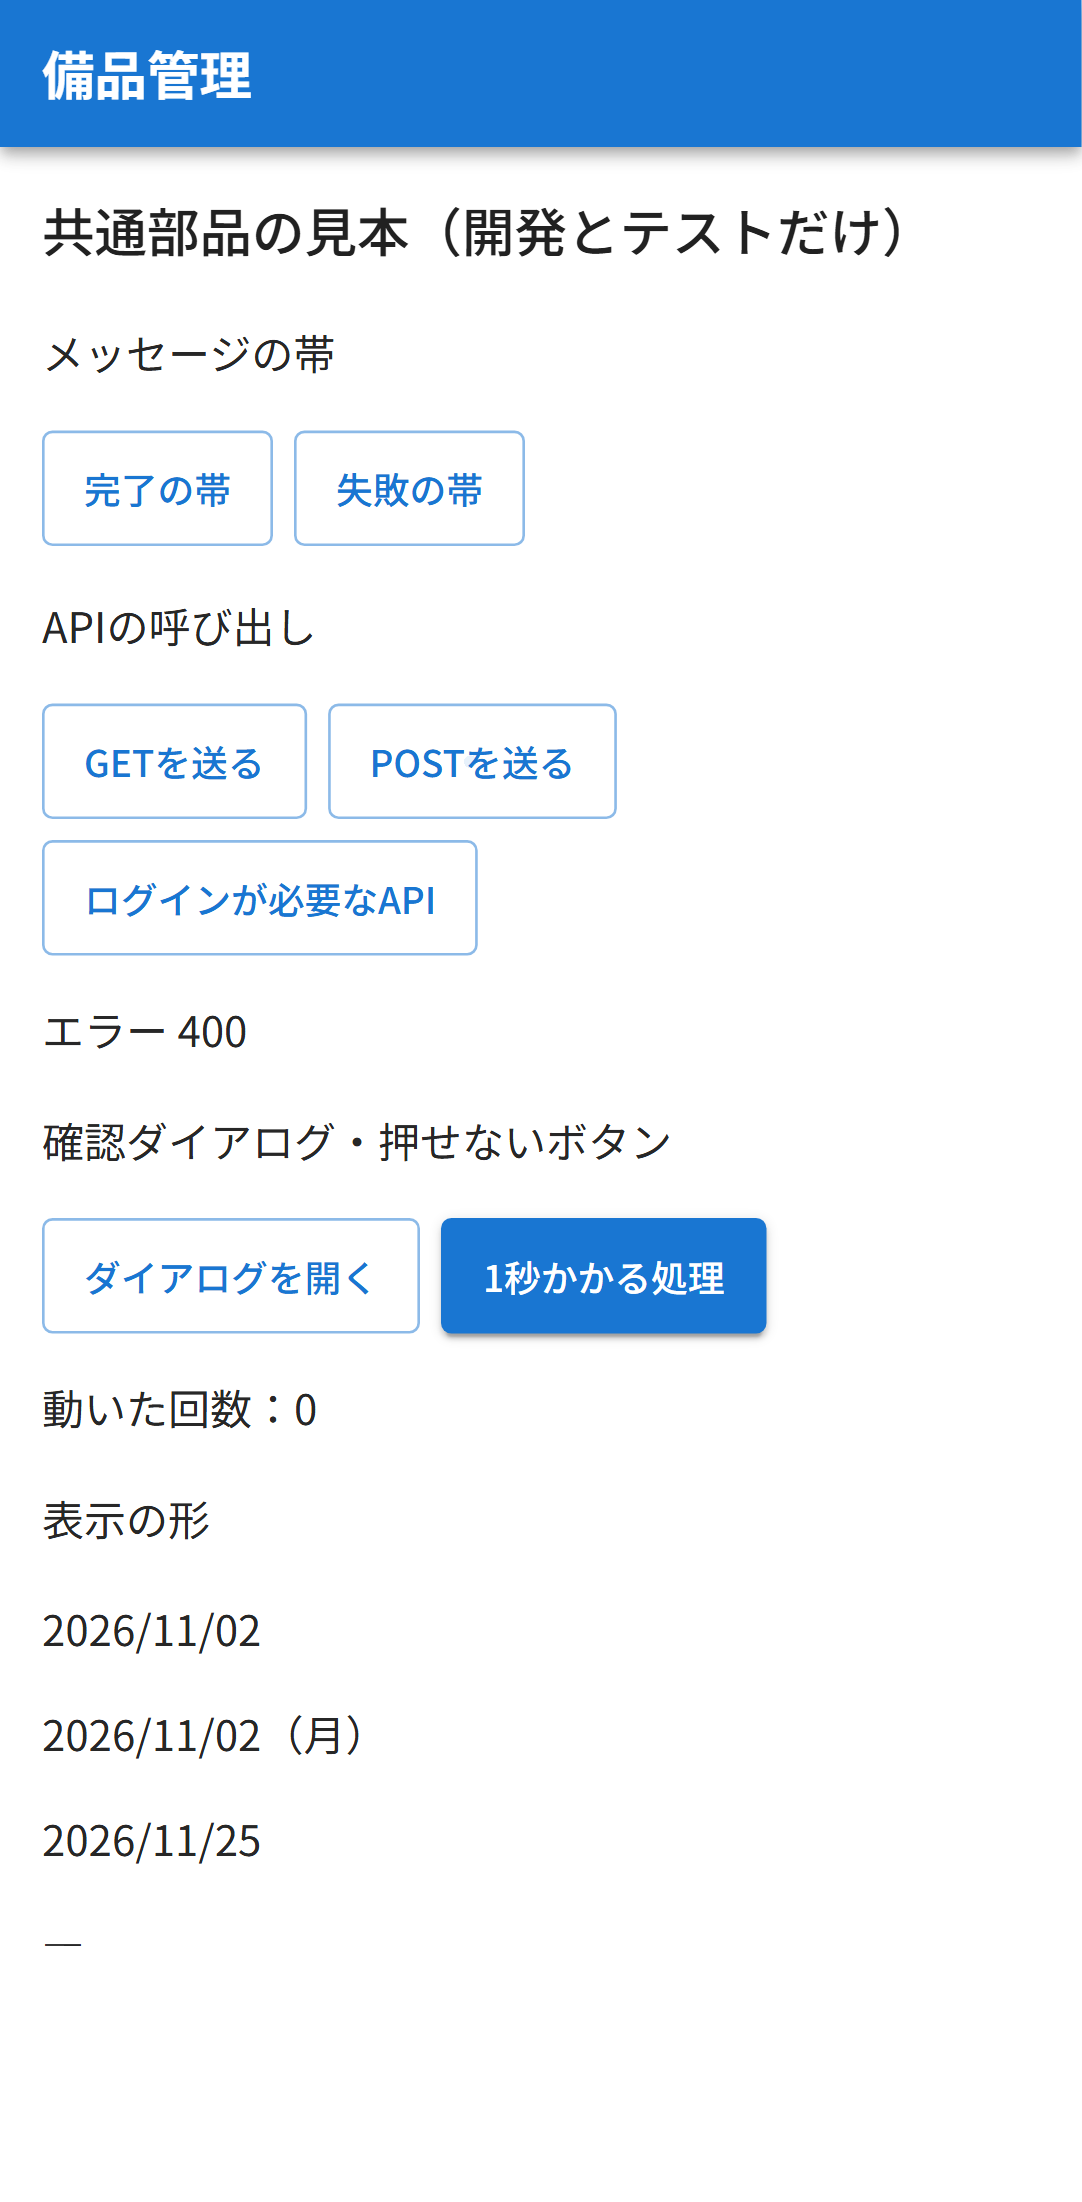 備品管理
共通部品の見本（開発とテストだけ）
メッセージの帯
完了の帯 失敗の帯
APIの呼び出し
GETを送る POSTを送る
ログインが必要なAPI
エラー 400
確認ダイアログ・押せないボタン
ダイアログを開く 1秒かかる処理
動いた回数：0
表示の形
2026/11/02
2026/11/02（月）
2026/11/25
—